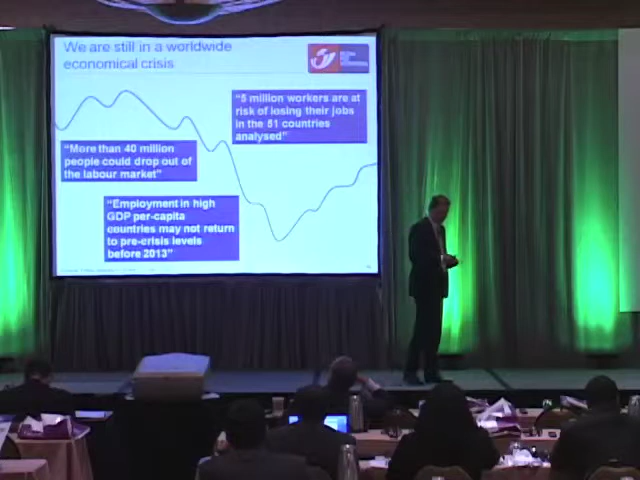 We are still in a worldwide
economical crisis
"5 million workers are at
risk of losing their jobs
in the 51 countries
analysed"
"More than 40 million
people could drop out of
the labour market"
"Employment in high
GDP per-capita
countries may not return
to pre-crisis levels
before 2013"